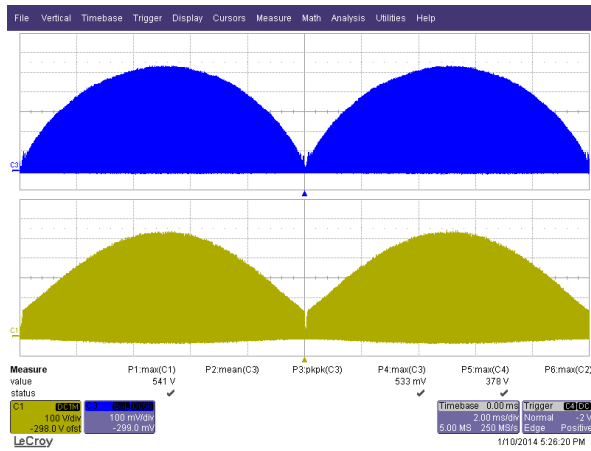 File Vertical Timebase Trigger Display Cursors Measure Math Analysis Utilities Help
C3
C1
Measure P1:max(C1) P2:mean(C3) P3:pkpk(C3) P4:max(C3) P5:max(C4) P6:max(C2)
value 541 V 533 mV 378 V
status
C1 DC1M
100 V/div 100 mV/div
-298.0 V ofst -299.0 mV
Timebase 0.00 ms Trigger C4 DC
2.00 ms/div Normal -2 V
5.00 MS 250 MS/s Edge Positive
LeCroy 1/10/2014 5:26:20 PM